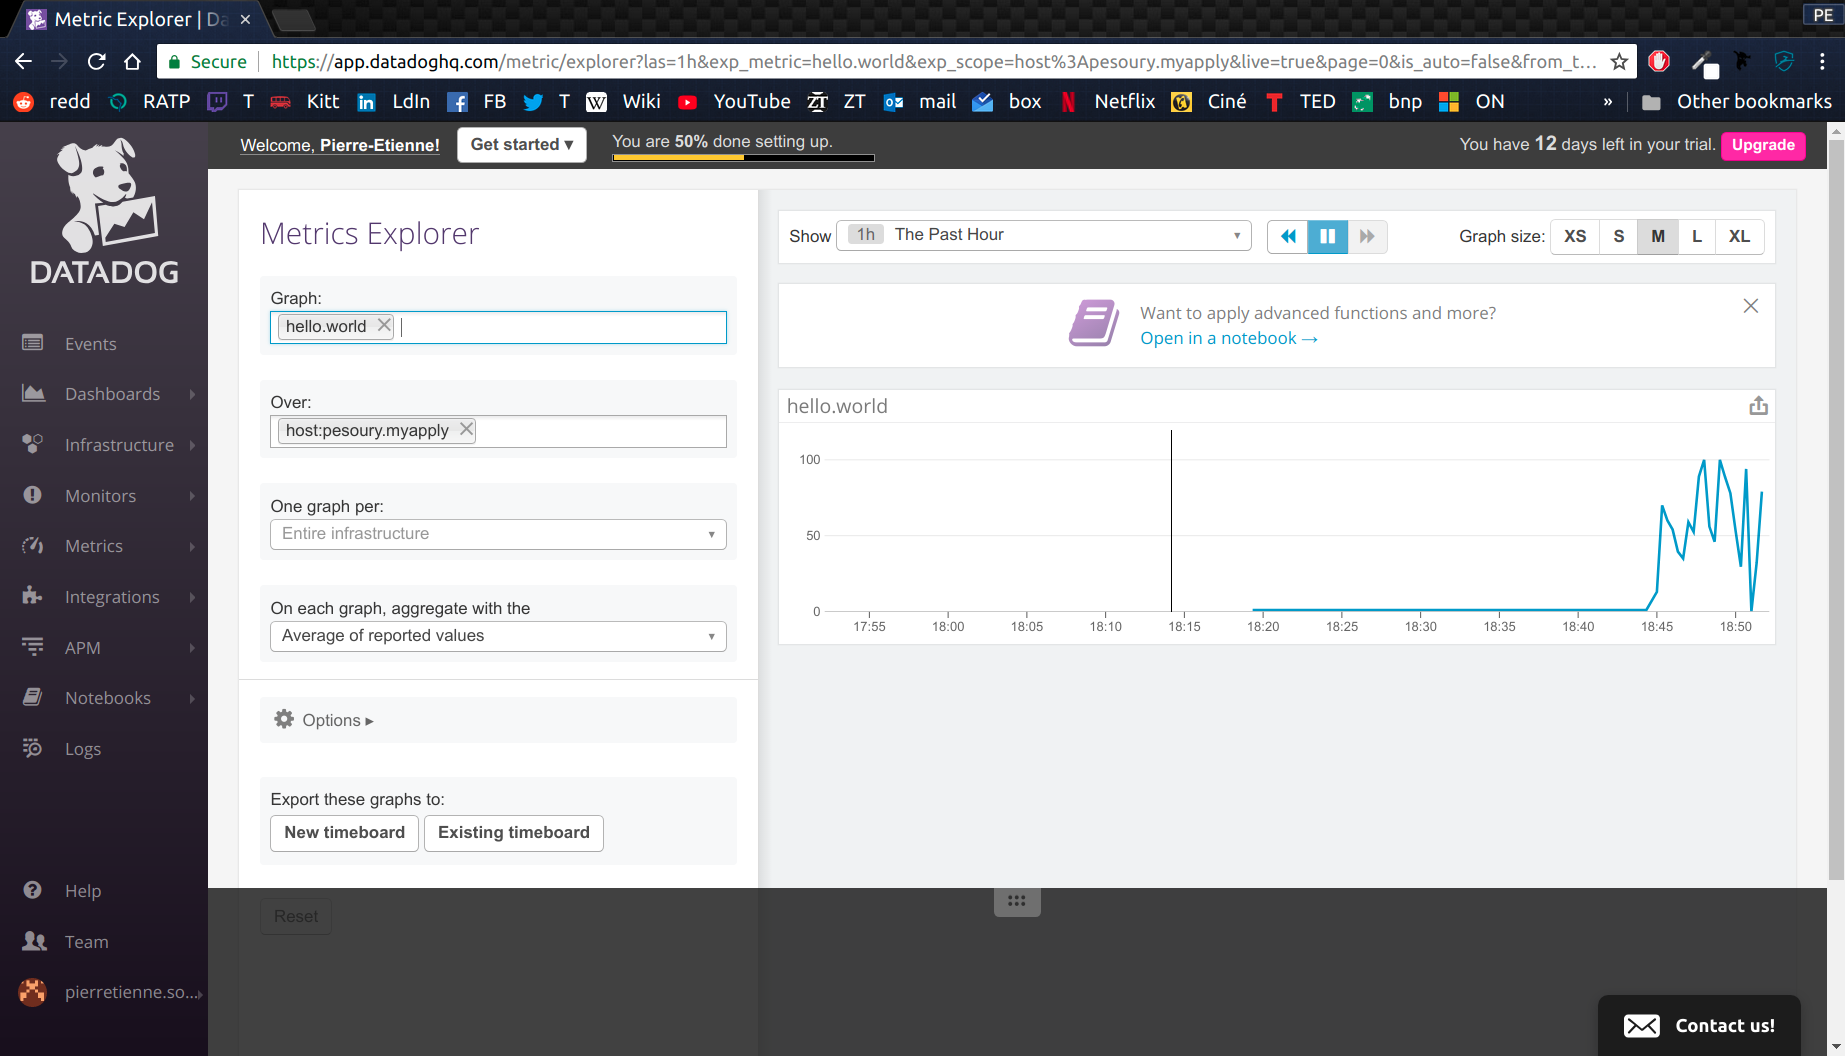 Metric Explorer | Da
PE
Secure https://app.datadoghq.com/metric/explorer?las=1h&exp_metric=hello.world&exp_scope=host%3Apesoury.myapply&live=true&page=0&is_auto=false&from_t...
redd RATP T Kitt LdIn FB T Wiki YouTube ZT mail box Netflix Ciné TED bnp ON » Other bookmarks
DATADOG
Events
Dashboards
Infrastructure
Monitors
Metrics
Integrations
APM
Notebooks
Logs
Help
Team
pierretienne.so...
Welcome, Pierre-Etienne!
Get started ▾
You are 50% done setting up.
You have 12 days left in your trial.
Upgrade
Metrics Explorer
Graph:
hello.world
Over:
host:pesoury.myapply
One graph per:
Entire infrastructure
On each graph, aggregate with the
Average of reported values
Options ▸
Export these graphs to:
New timeboard
Existing timeboard
Reset
Show 1h The Past Hour
Graph size: XS S M L XL
Want to apply advanced functions and more?
Open in a notebook →
hello.world
100
50
0
17:55 18:00 18:05 18:10 18:15 18:20 18:25 18:30 18:35 18:40 18:45 18:50
Contact us!